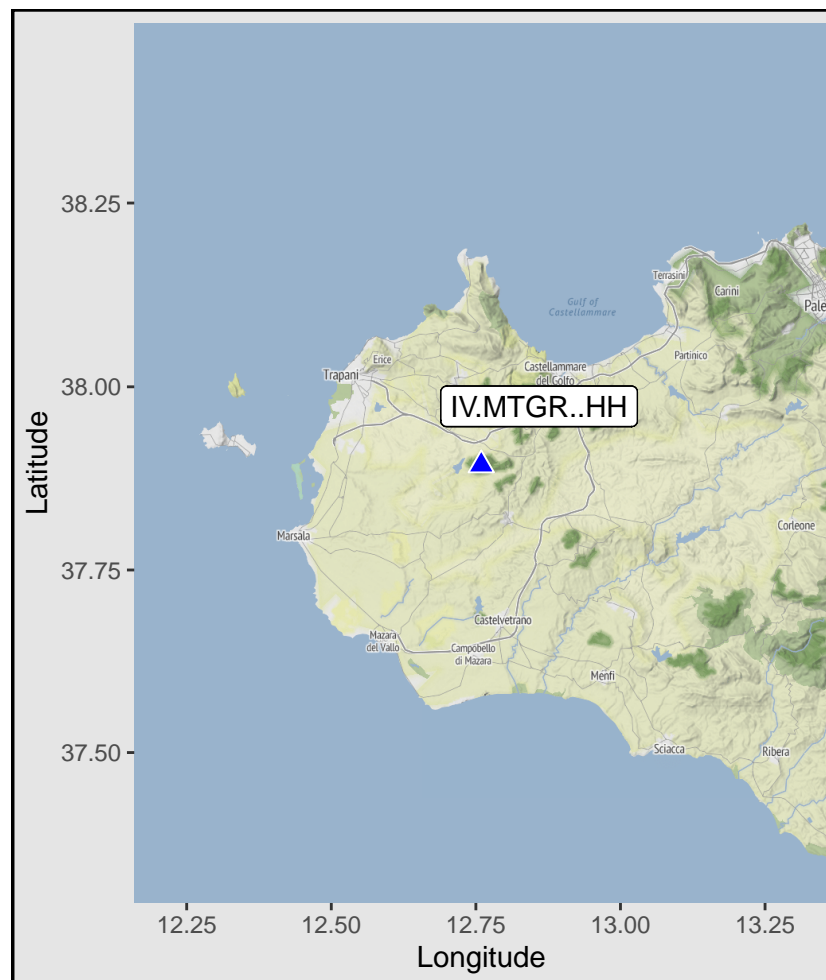 38.25
38.00
37.75
37.50
Latitude
12.25
12.50
12.75
13.00
13.25
Longitude
Terrasini
Carini
Pale
Gulf of
Castellammare
Partinico
Erice
Trapani
Castellammare
del Golfo
IV.MTGR..HH
Marsala
Corleone
Castelvetrano
Mazara
del Vallo
Campobello
di Mazara
Menfi
Sciacca
Ribera